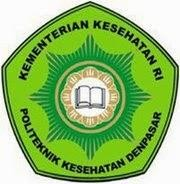 KEMENTERIAN KESEHATAN RI
POLITEKNIK KESEHATAN DENPASAR